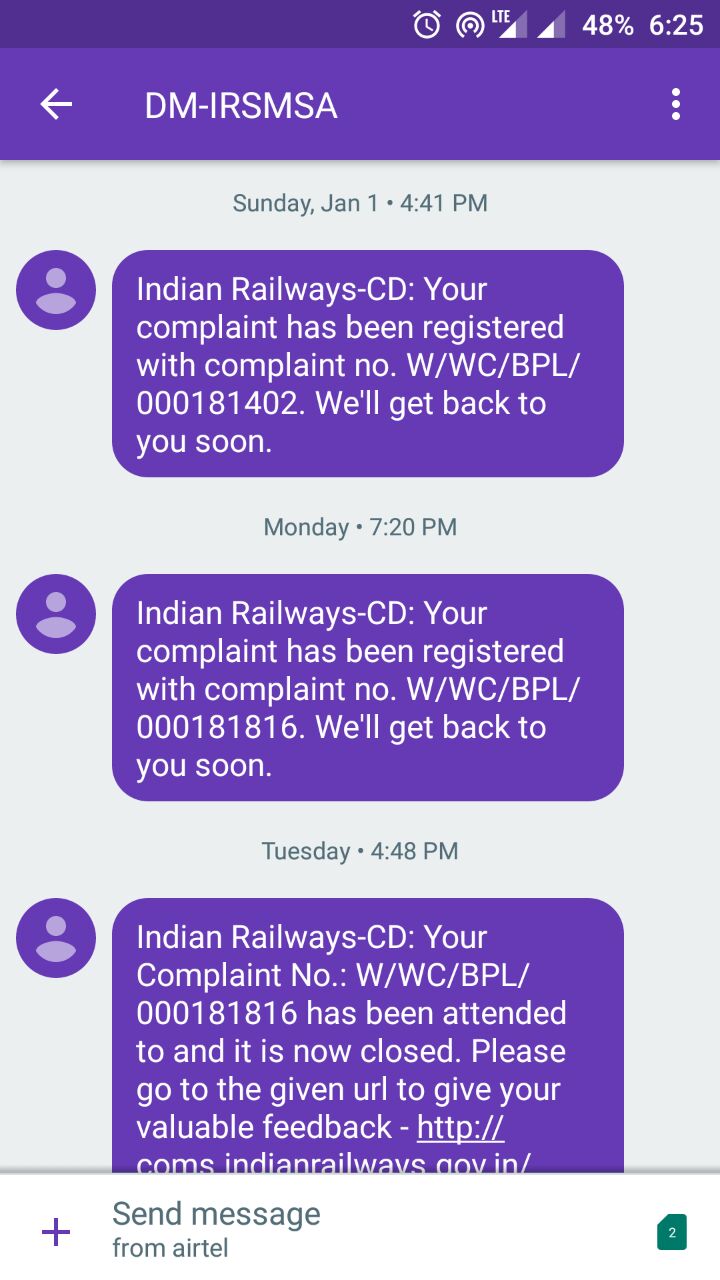 LTE 48% 6:25
DM-IRSMSA
Sunday, Jan 1 • 4:41 PM
Indian Railways-CD: Your
complaint has been registered
with complaint no. W/WC/BPL/
000181402. We'll get back to
you soon.
Monday • 7:20 PM
Indian Railways-CD: Your
complaint has been registered
with complaint no. W/WC/BPL/
000181816. We'll get back to
you soon.
Tuesday • 4:48 PM
Indian Railways-CD: Your
Complaint No.: W/WC/BPL/
000181816 has been attended
to and it is now closed. Please
go to the given url to give your
valuable feedback - http://
coms.indianrailways.gov.in/
Send message
from airtel
2